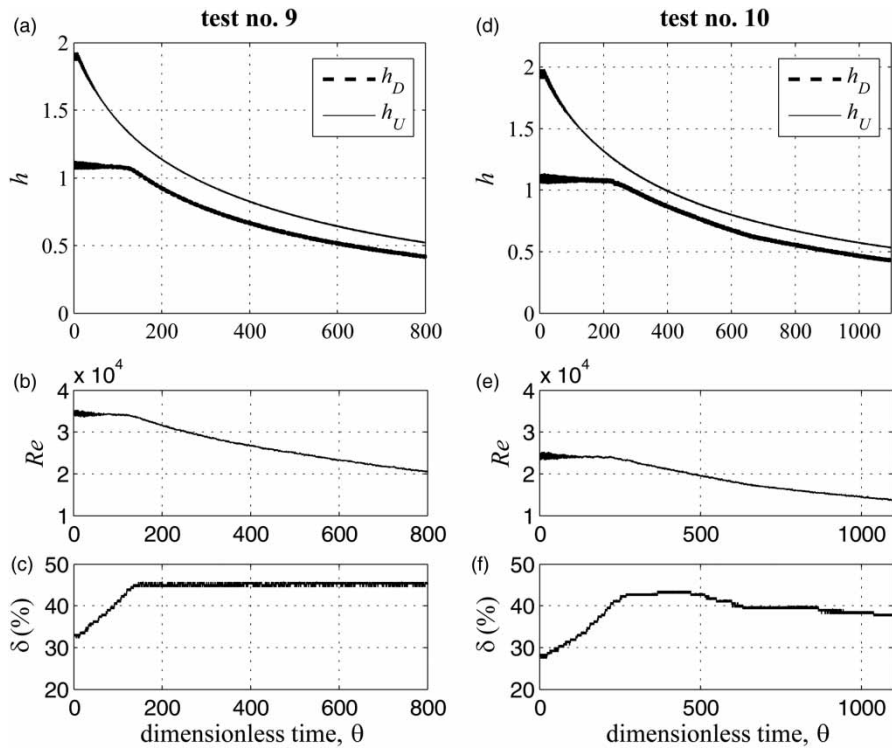 test no. 9
(a)
2
1.5
1
0.5
0
h
h_D
h_U
0 200 400 600 800
(b)
× 10^4
4
3
2
1
Re
0 200 400 600 800
(c)
50
40
30
20
δ (%)
0 200 400 600 800
dimensionless time, θ
test no. 10
(d)
2
1.5
1
0.5
0
h
h_D
h_U
0 200 400 600 800 1000
(e)
× 10^4
4
3
2
1
Re
0 500 1000
(f)
50
40
30
20
δ (%)
0 500 1000
dimensionless time, θ